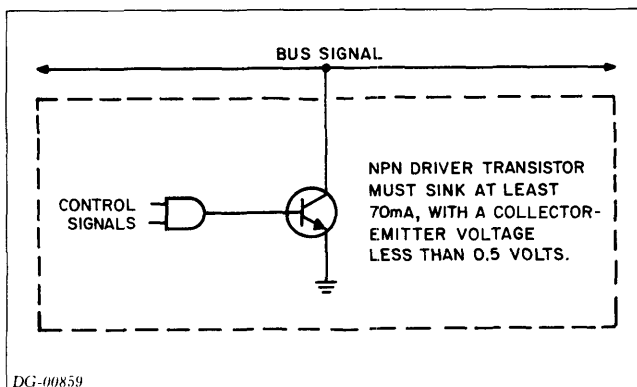 BUS SIGNAL
NPN DRIVER TRANSISTOR
MUST SINK AT LEAST
70mA, WITH A COLLECTOR-
EMITTER VOLTAGE
LESS THAN 0.5 VOLTS.
CONTROL
SIGNALS
DG-00859